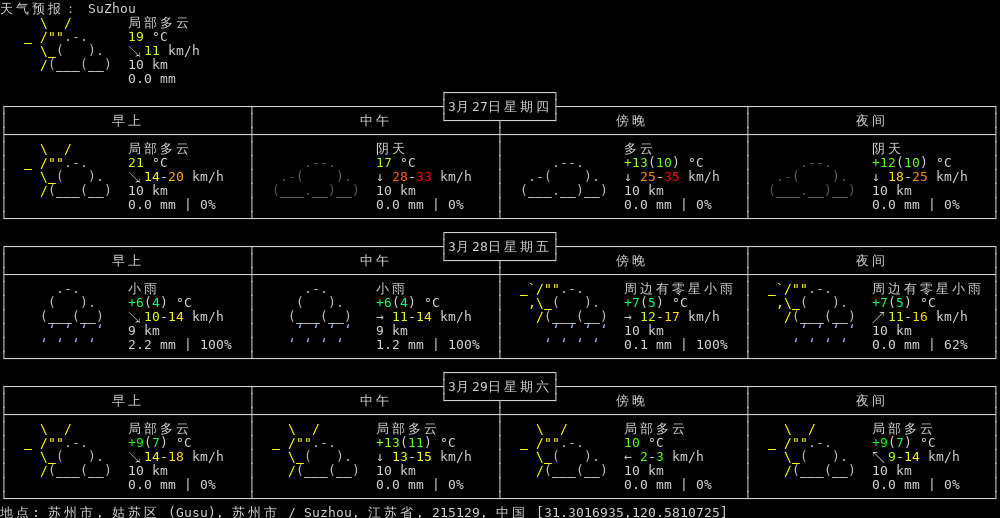 天气预报： SuZhou
局部多云
19 °C
↘11 km/h
10 km
0.0 mm
3月27日星期四
早上 中午 傍晚 夜间
局部多云 阴天 多云 阴天
21 °C 17 °C +13(10) °C +12(10) °C
↘14-20 km/h ↓ 28-33 km/h ↓ 25-35 km/h ↓ 18-25 km/h
10 km 10 km 10 km 10 km
0.0 mm | 0% 0.0 mm | 0% 0.0 mm | 0% 0.0 mm | 0%
3月28日星期五
早上 中午 傍晚 夜间
小雨 小雨 周边有零星小雨 周边有零星小雨
+6(4) °C +6(4) °C +7(5) °C +7(5) °C
↘10-14 km/h → 11-14 km/h → 12-17 km/h ↗11-16 km/h
9 km 9 km 10 km 10 km
2.2 mm | 100% 1.2 mm | 100% 0.1 mm | 100% 0.0 mm | 62%
3月29日星期六
早上 中午 傍晚 夜间
局部多云 局部多云 局部多云 局部多云
+9(7) °C +13(11) °C 10 °C +9(7) °C
↘14-18 km/h ↓ 13-15 km/h ← 2-3 km/h ↖9-14 km/h
10 km 10 km 10 km 10 km
0.0 mm | 0% 0.0 mm | 0% 0.0 mm | 0% 0.0 mm | 0%
地点: 苏州市, 姑苏区 (Gusu), 苏州市 / Suzhou, 江苏省, 215129, 中国 [31.3016935,120.5810725]